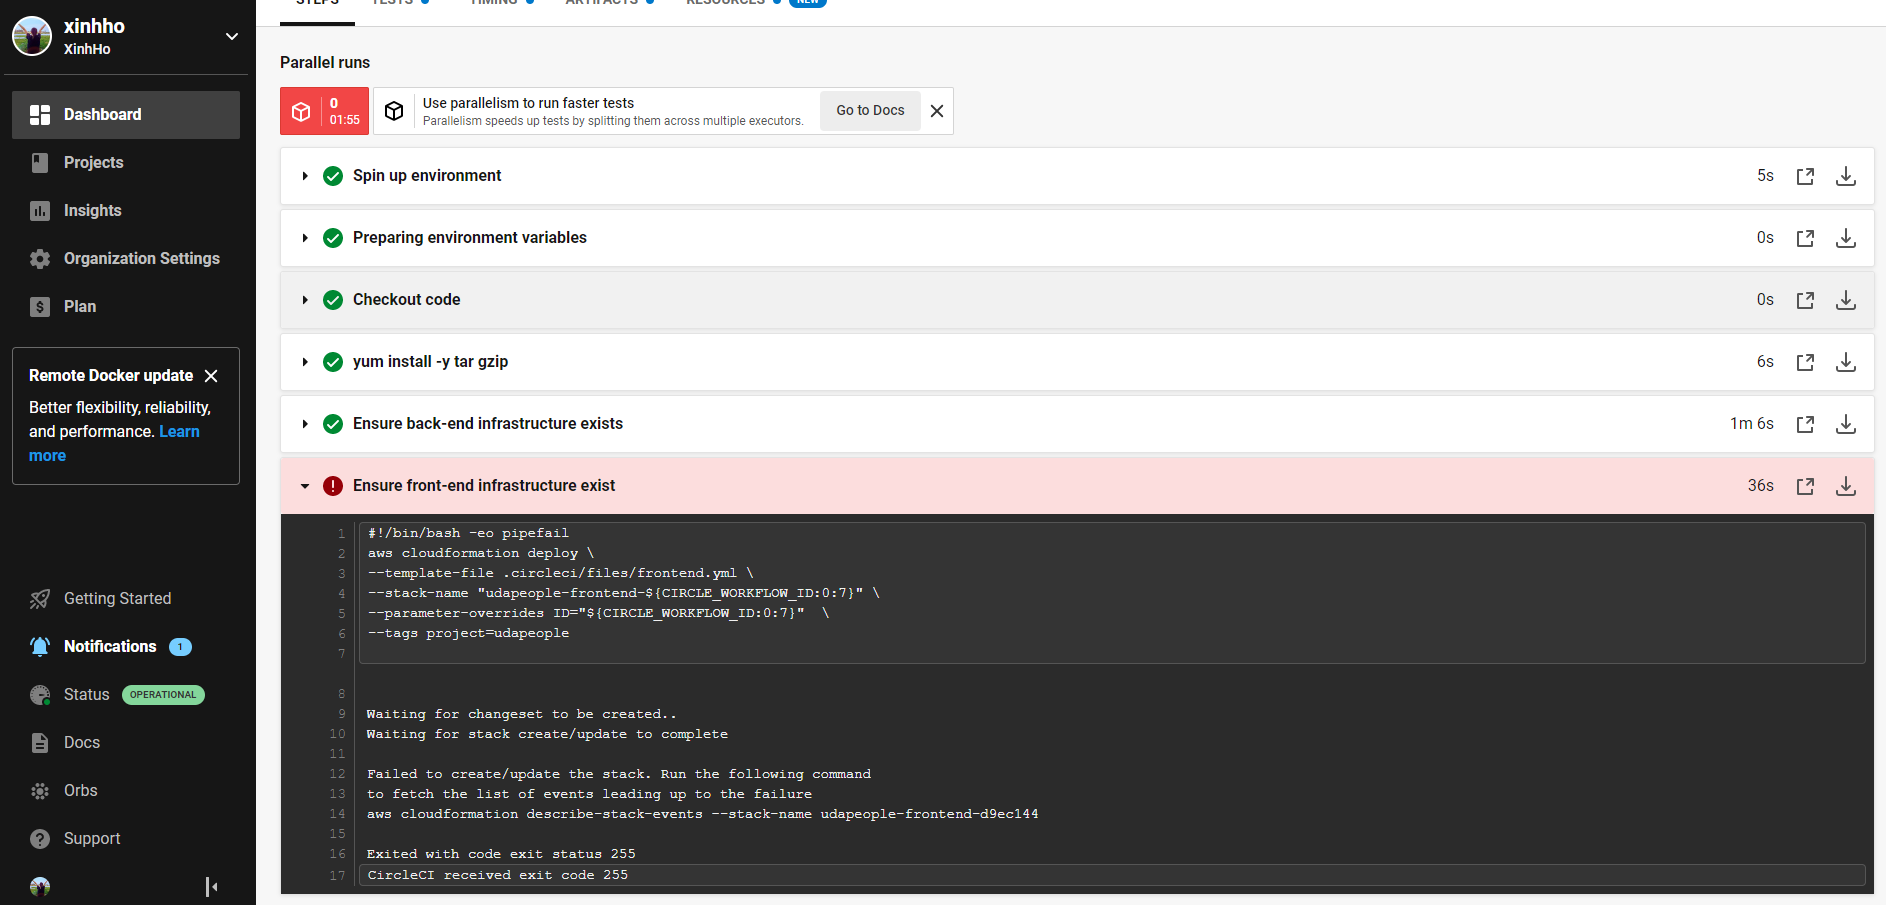 xinhho
XinhHo
Dashboard
Projects
Insights
Organization Settings
Plan
Remote Docker update
Better flexibility, reliability,
and performance. Learn
more
Getting Started
Notifications 1
Status OPERATIONAL
Docs
Orbs
Support
STEPS TESTS TIMING ARTIFACTS RESOURCES NEW
Parallel runs
0
01:55
Use parallelism to run faster tests
Parallelism speeds up tests by splitting them across multiple executors.
Go to Docs
Spin up environment 5s
Preparing environment variables 0s
Checkout code 0s
yum install -y tar gzip 6s
Ensure back-end infrastructure exists 1m 6s
Ensure front-end infrastructure exist 36s
1 #!/bin/bash -eo pipefail
2 aws cloudformation deploy \
3 --template-file .circleci/files/frontend.yml \
4 --stack-name "udapeople-frontend-${CIRCLE_WORKFLOW_ID:0:7}" \
5 --parameter-overrides ID="${CIRCLE_WORKFLOW_ID:0:7}"  \
6 --tags project=udapeople
7
8
9 Waiting for changeset to be created..
10 Waiting for stack create/update to complete
11
12 Failed to create/update the stack. Run the following command
13 to fetch the list of events leading up to the failure
14 aws cloudformation describe-stack-events --stack-name udapeople-frontend-d9ec144
15
16 Exited with code exit status 255
17 CircleCI received exit code 255